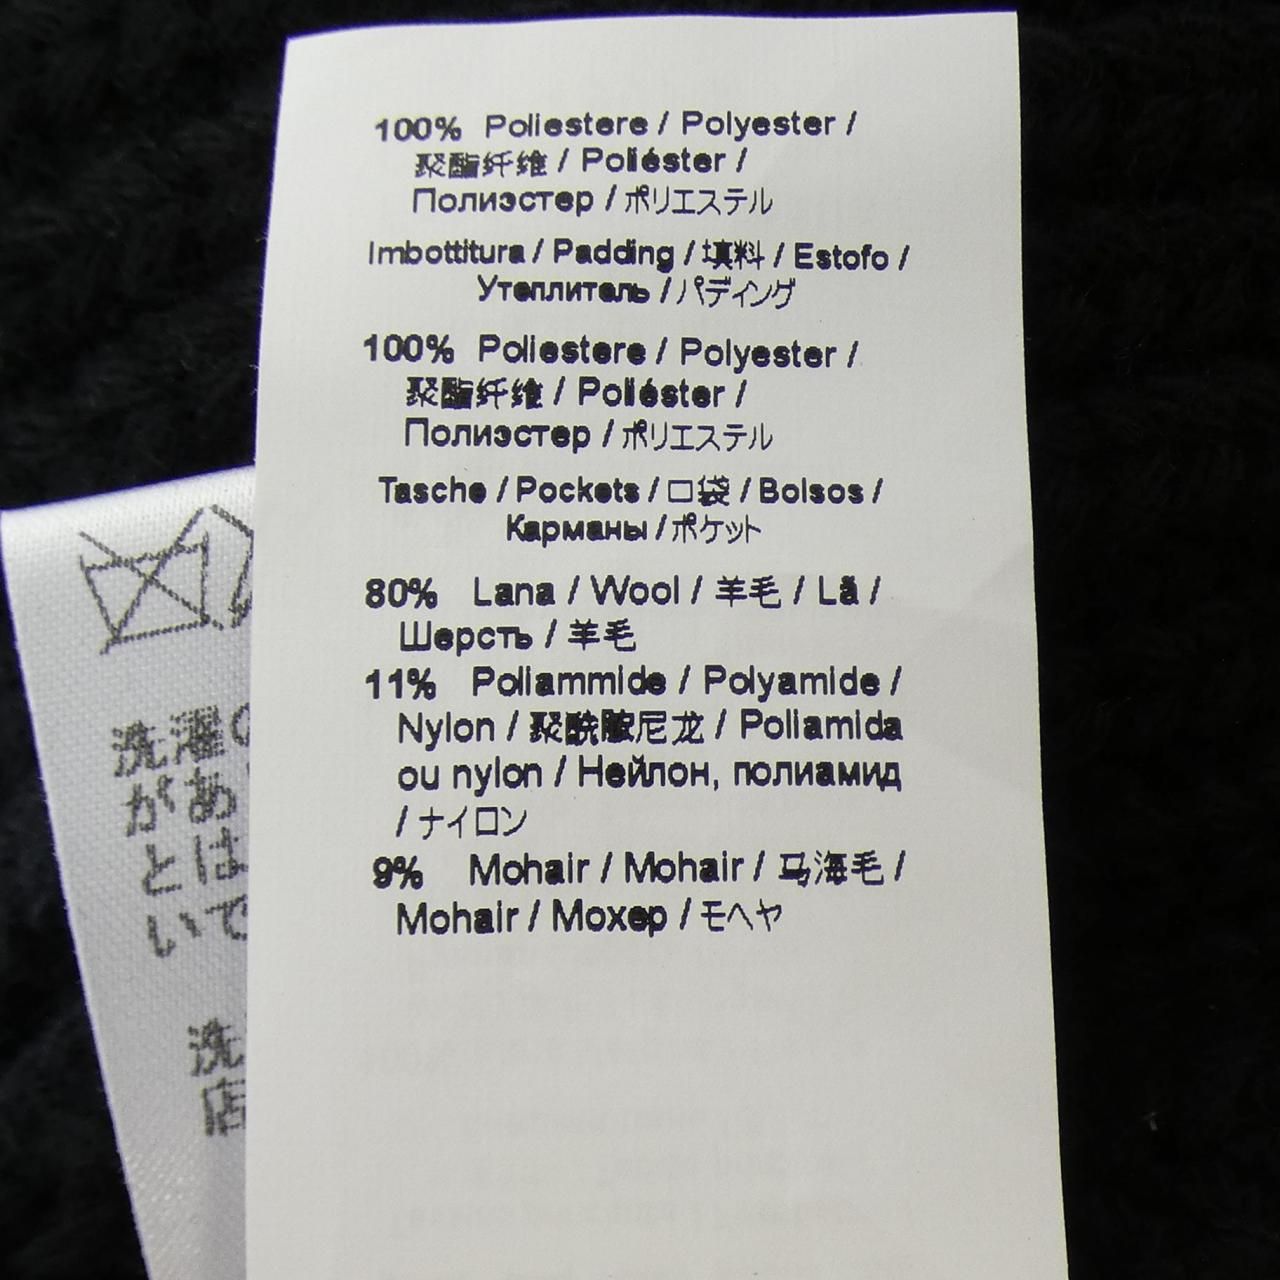 100% Poliestere / Polyester /
聚酯纤维 / Poliéster /
Полиэстер / ポリエステル
Imbottitura / Padding / 填料 / Estofo /
Утеплитель / パディング
100% Poliestere / Polyester /
聚酯纤维 / Poliéster /
Полиэстер / ポリエステル
Tasche / Pockets / 口袋 / Bolsos /
Карманы / ポケット
80% Lana / Wool / 羊毛 / Lã /
Шерсть / 羊毛
11% Poliammide / Polyamide /
Nylon / 聚酰胺尼龙 / Poliamida
ou nylon / Нейлон, полиамид
/ ナイロン
9% Mohair / Mohair / 马海毛 /
Mohair / Мохер / モヘヤ
洗濯の
があ
とは
いで
洗
店